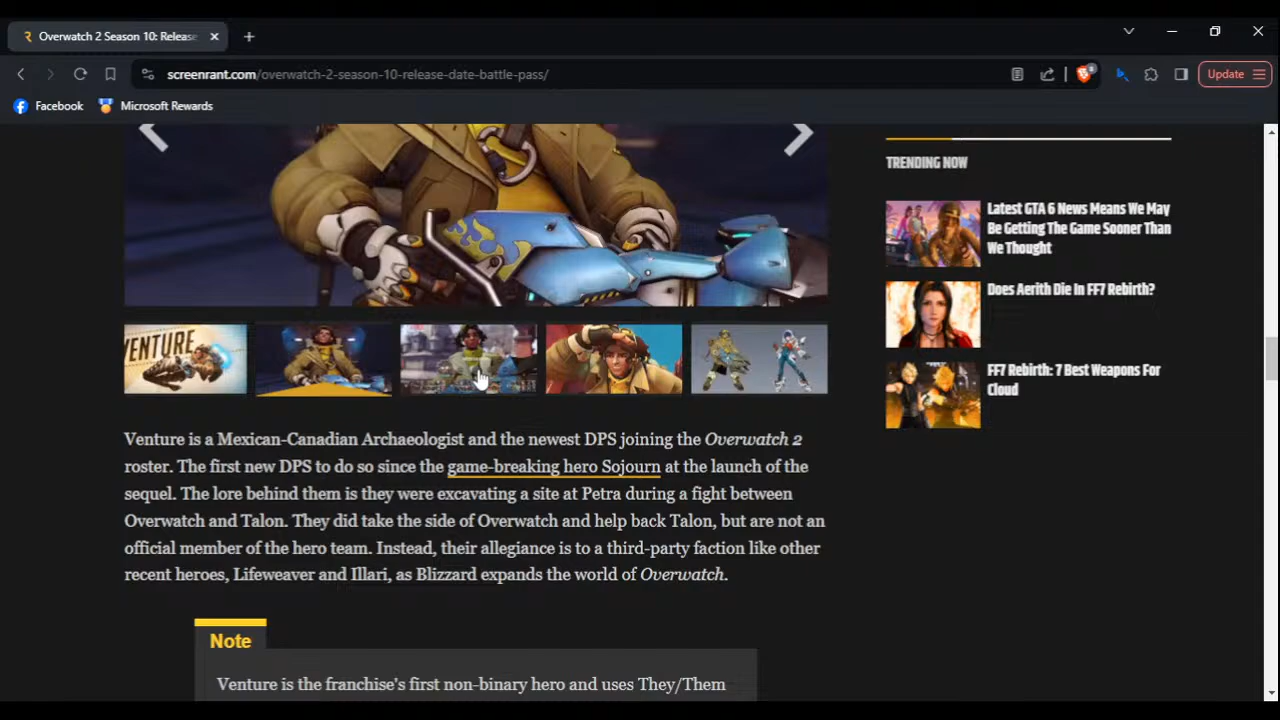 Overwatch 2 Season 10: Release
screenrant.com/overwatch-2-season-10-release-date-battle-pass/
Update
Facebook
Microsoft Rewards
TRENDING NOW
Latest GTA 6 News Means We May
Be Getting The Game Sooner Than
We Thought
Does Aerith Die In FF7 Rebirth?
FF7 Rebirth: 7 Best Weapons For
Cloud
VENTURE
Venture is a Mexican-Canadian Archaeologist and the newest DPS joining the Overwatch 2
roster. The first new DPS to do so since the game-breaking hero Sojourn at the launch of the
sequel. The lore behind them is they were excavating a site at Petra during a fight between
Overwatch and Talon. They did take the side of Overwatch and help back Talon, but are not an
official member of the hero team. Instead, their allegiance is to a third-party faction like other
recent heroes, Lifeweaver and Illari, as Blizzard expands the world of Overwatch.
Note
Venture is the franchise's first non-binary hero and uses They/Them